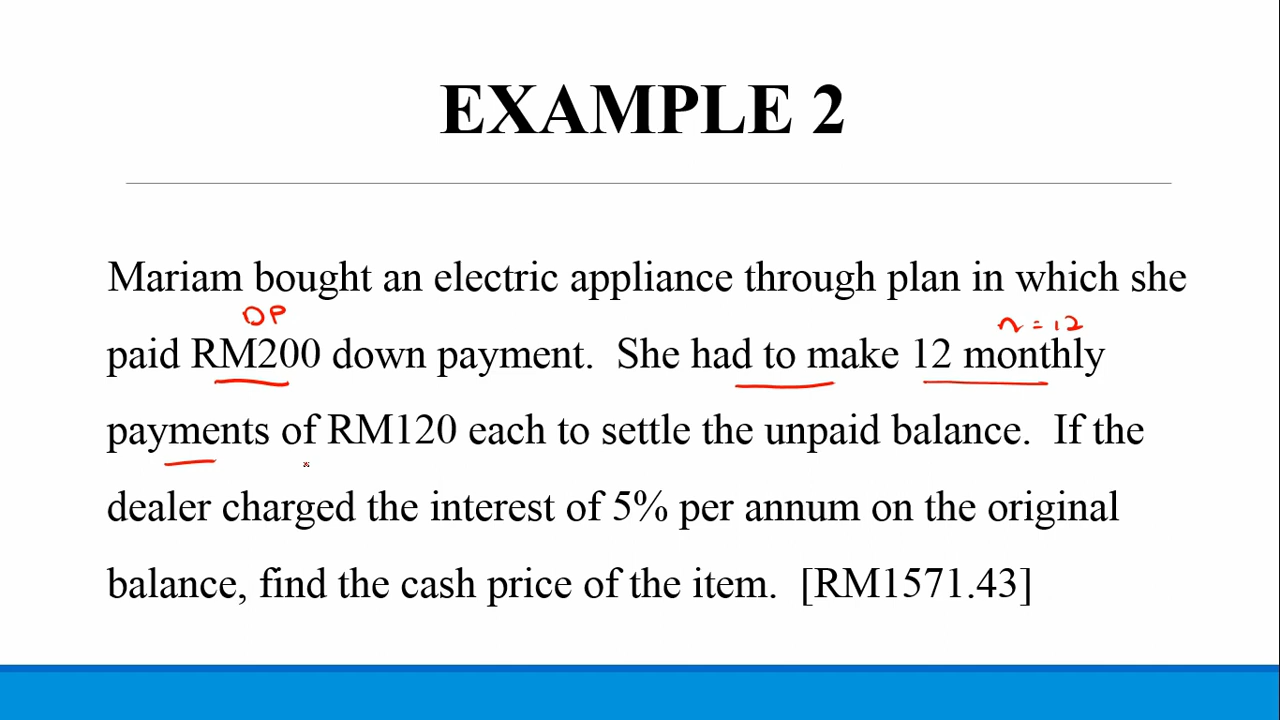 EXAMPLE 2
Mariam bought an electric appliance through plan in which she
DP
n = 12
paid RM200 down payment. She had to make 12 monthly
payments of RM120 each to settle the unpaid balance. If the
dealer charged the interest of 5% per annum on the original
balance, find the cash price of the item. [RM1571.43]